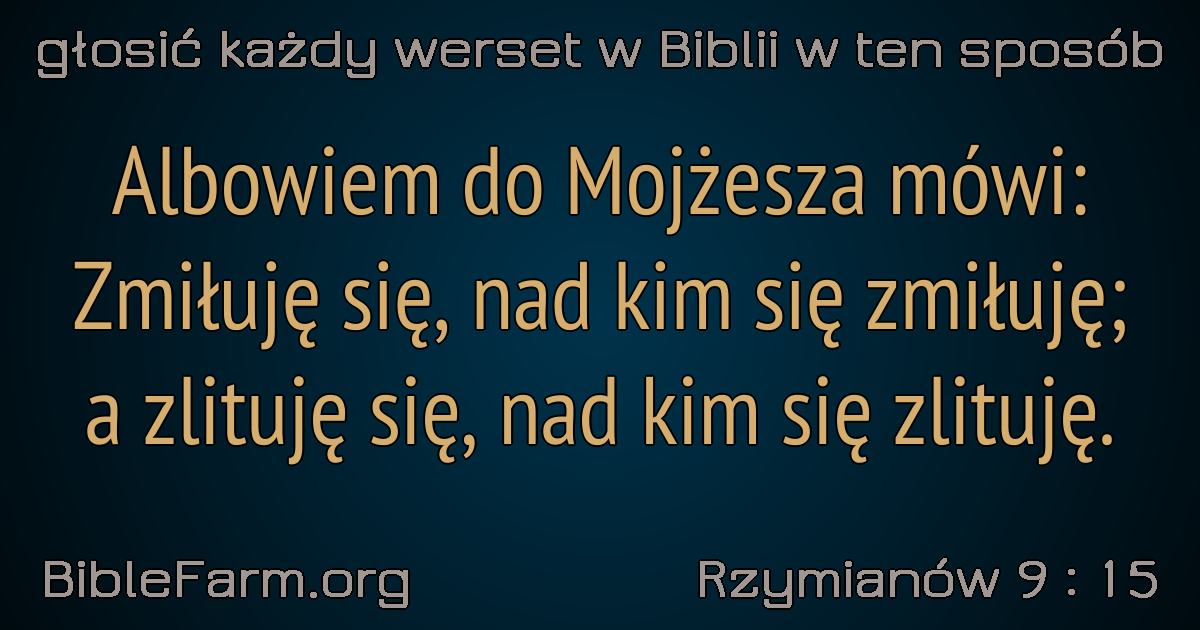 głosić każdy werset w Biblii w ten sposób
Albowiem do Mojżesza mówi:
Zmiłuję się, nad kim się zmiłuję;
a zlituję się, nad kim się zlituję.
BibleFarm.org
Rzymianów 9 : 15